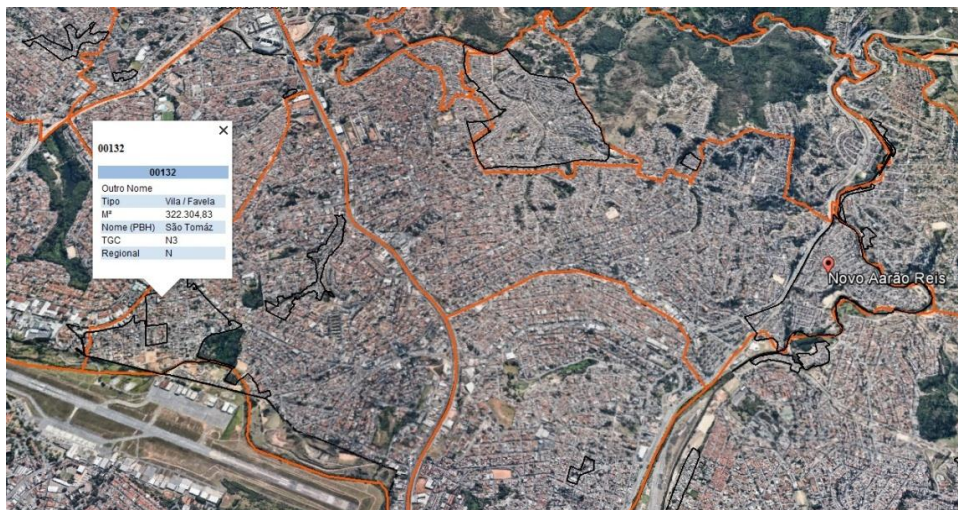 00132
00132
Outro Nome
Tipo Vila / Favela
M² 322.304,83
Nome (PBH) São Tomáz
TGC N3
Regional N
Novo Aarão Reis